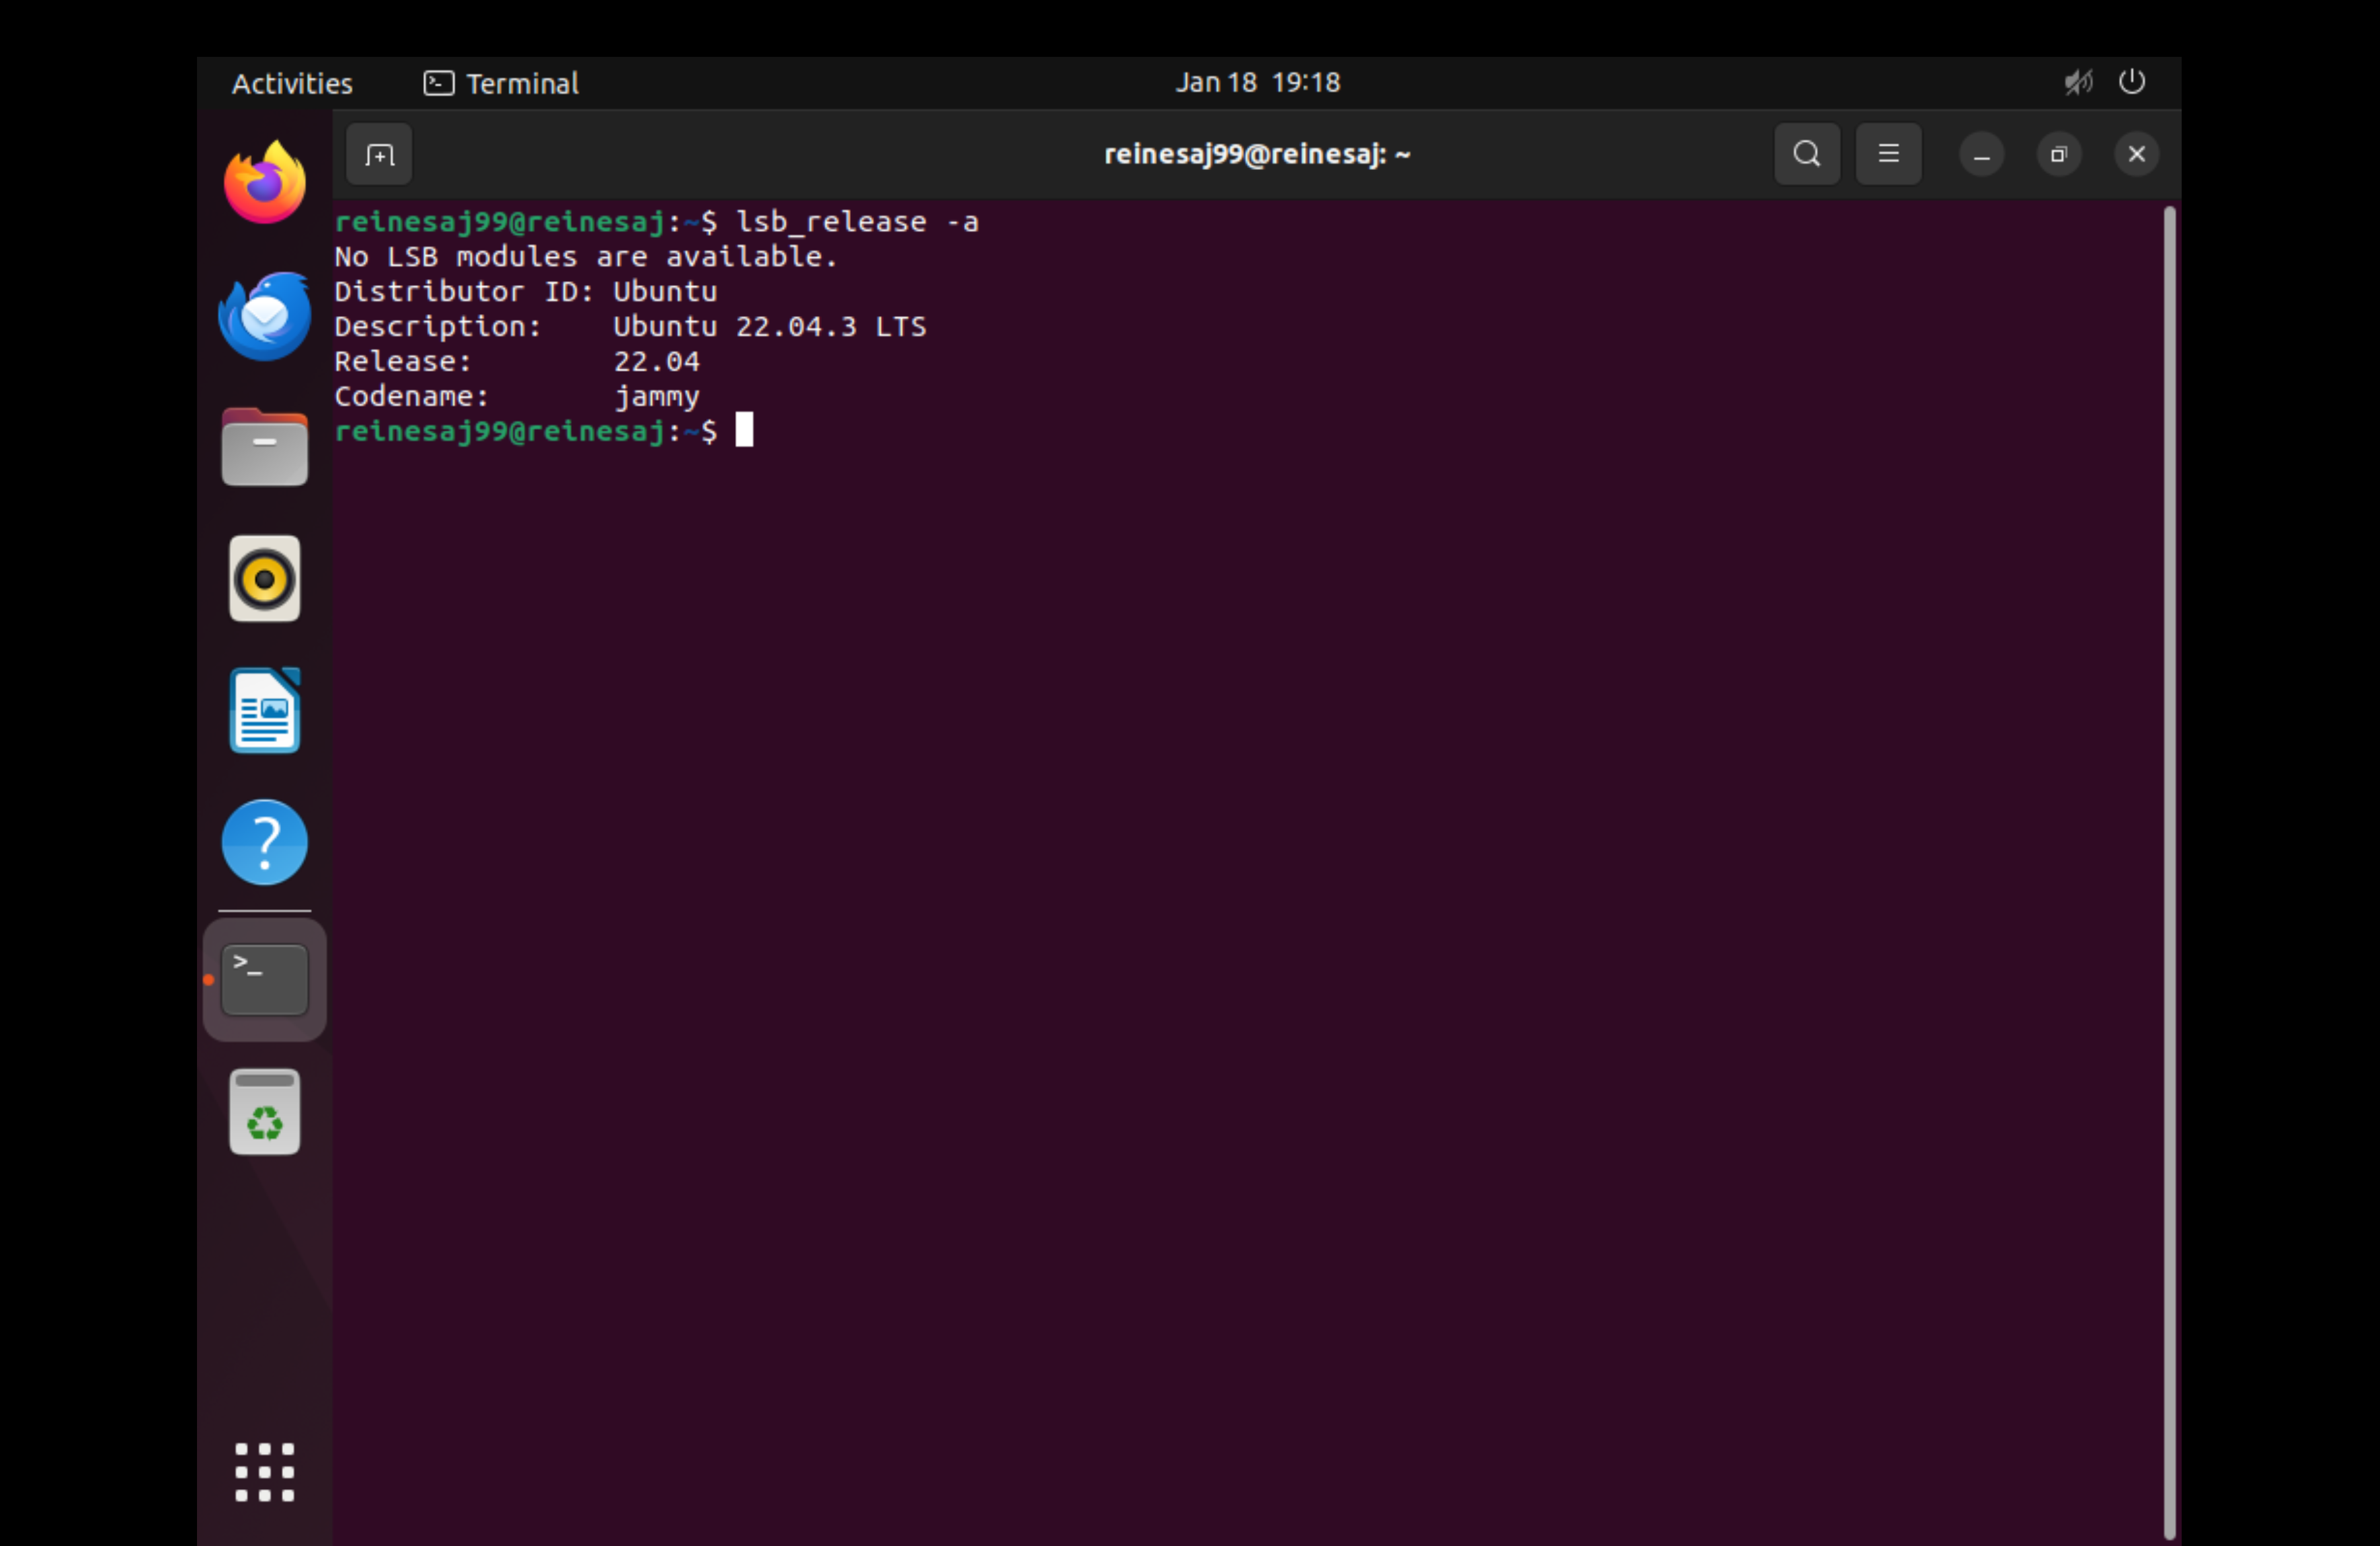 Activities Terminal Jan 18 19:18
reinesaj99@reinesaj: ~
reinesaj99@reinesaj:~$ lsb_release -a
No LSB modules are available.
Distributor ID: Ubuntu
Description:    Ubuntu 22.04.3 LTS
Release:        22.04
Codename:       jammy
reinesaj99@reinesaj:~$